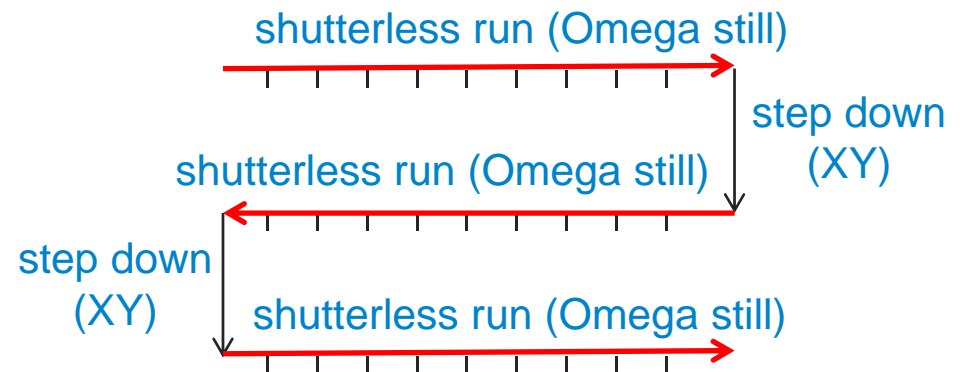 shutterless run (Omega still)
step down
(XY)
shutterless run (Omega still)
step down
(XY)
shutterless run (Omega still)